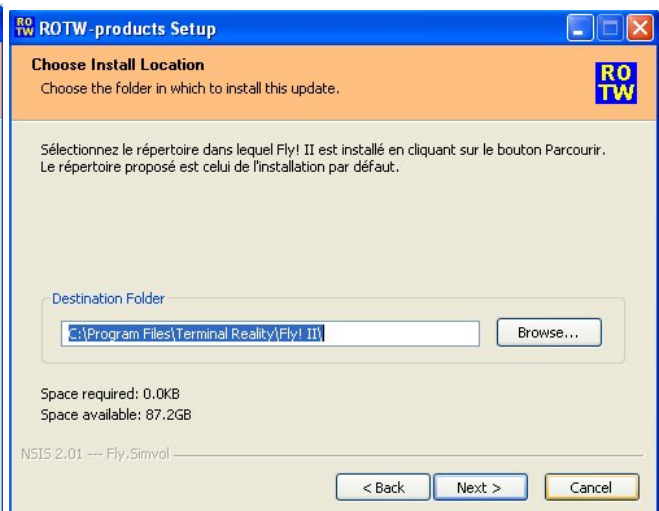 RO
TW
ROTW-products Setup
Choose Install Location
Choose the folder in which to install this update.
RO
TW
Sélectionnez le répertoire dans lequel Fly! II est installé en cliquant sur le bouton Parcourir.
Le répertoire proposé est celui de l'installation par défaut.
Destination Folder
C:\Program Files\Terminal Reality\Fly! II\
Browse...
Space required: 0.0KB
Space available: 87.2GB
NSIS 2.01 --- Fly.Simvol
< Back
Next >
Cancel